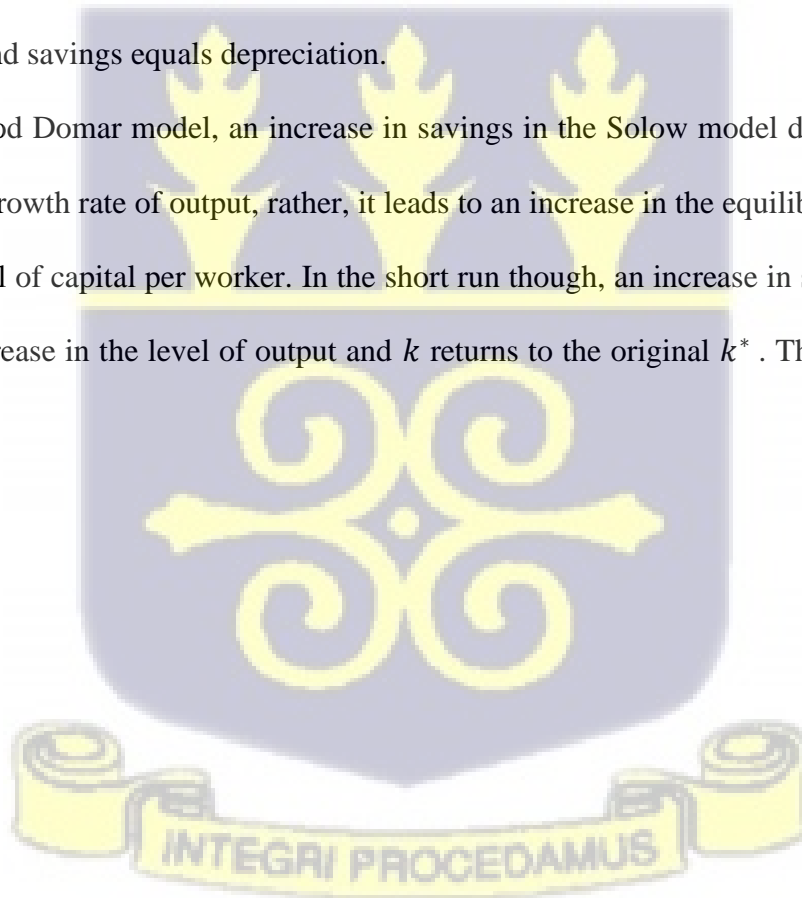 nd savings equals depreciation.
od Domar model, an increase in savings in the Solow model d
rowth rate of output, rather, it leads to an increase in the equilib
l of capital per worker. In the short run though, an increase in
rease in the level of output and k returns to the original k* . Th
INTEGRI PROCEDAMUS